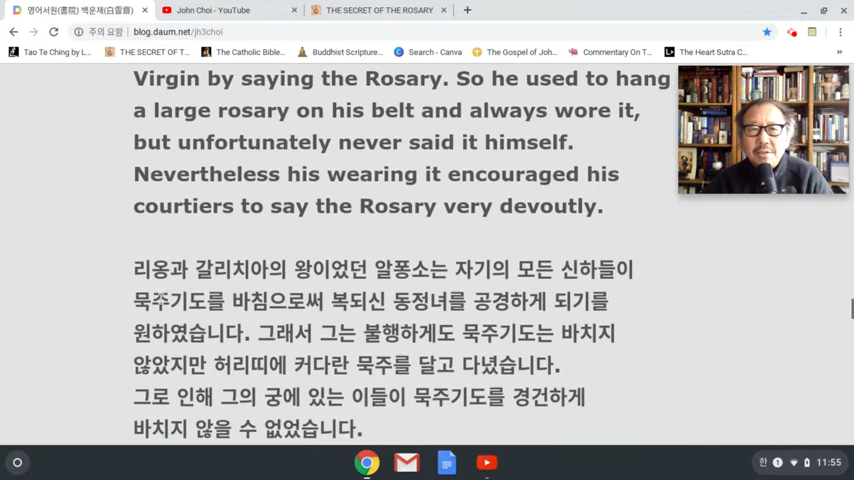 영어서원(書院) 백운재(白雲齋)
John Choi - YouTube
THE SECRET OF THE ROSARY
주의 요함
blog.daum.net/jh3choi
Tao Te Ching by L...
THE SECRET OF T...
The Catholic Bible...
Buddhist Scripture...
Search - Canva
The Gospel of Joh...
Commentary On T...
The Heart Sutra C...
Virgin by saying the Rosary. So he used to hang
a large rosary on his belt and always wore it,
but unfortunately never said it himself.
Nevertheless his wearing it encouraged his
courtiers to say the Rosary very devoutly.
리옹과 갈리치아의 왕이었던 알퐁소는 자기의 모든 신하들이
묵주기도를 바침으로써 복되신 동정녀를 공경하게 되기를
원하였습니다. 그래서 그는 불행하게도 묵주기도는 바치지
않았지만 허리띠에 커다란 묵주를 달고 다녔습니다.
그로 인해 그의 궁에 있는 이들이 묵주기도를 경건하게
바치지 않을 수 없었습니다.
한
1
11:55